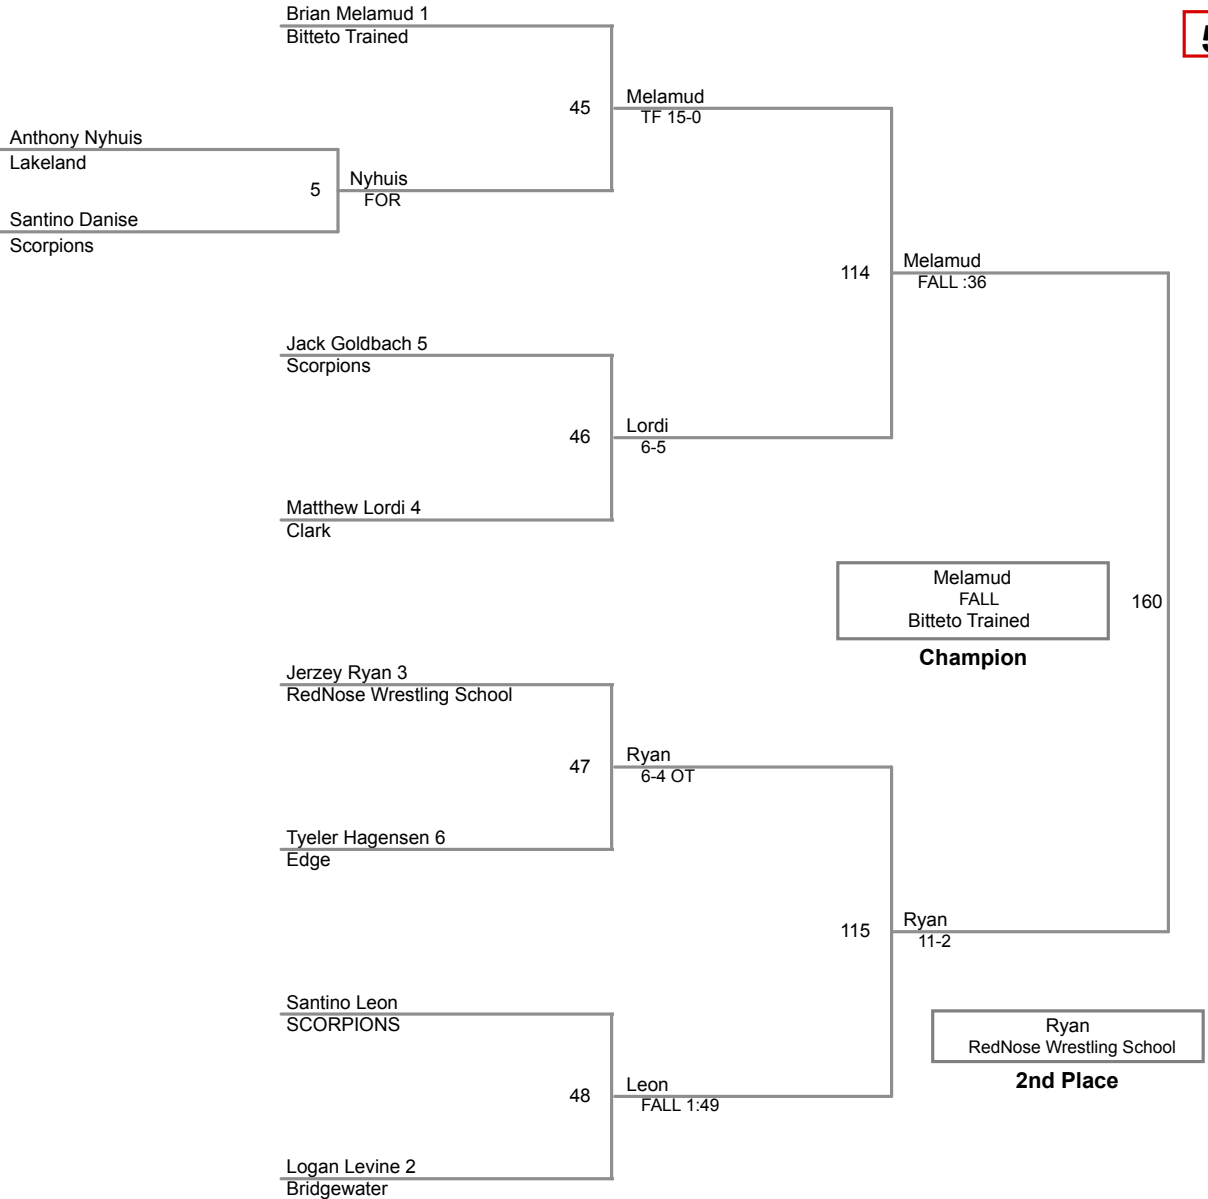 Brian Melamud 1
Bitteto Trained
45
Melamud
TF 15-0
Anthony Nyhuis
Lakeland
5
Nyhuis
FOR
Santino Danise
Scorpions
114
Melamud
FALL :36
Jack Goldbach 5
Scorpions
46
Lordi
6-5
Matthew Lordi 4
Clark
Melamud
FALL
Bitteto Trained
160
Champion
Jerzey Ryan 3
RedNose Wrestling School
47
Ryan
6-4 OT
Tyeler Hagensen 6
Edge
115
Ryan
11-2
Santino Leon
SCORPIONS
Ryan
RedNose Wrestling School
2nd Place
48
Leon
FALL 1:49
Logan Levine 2
Bridgewater